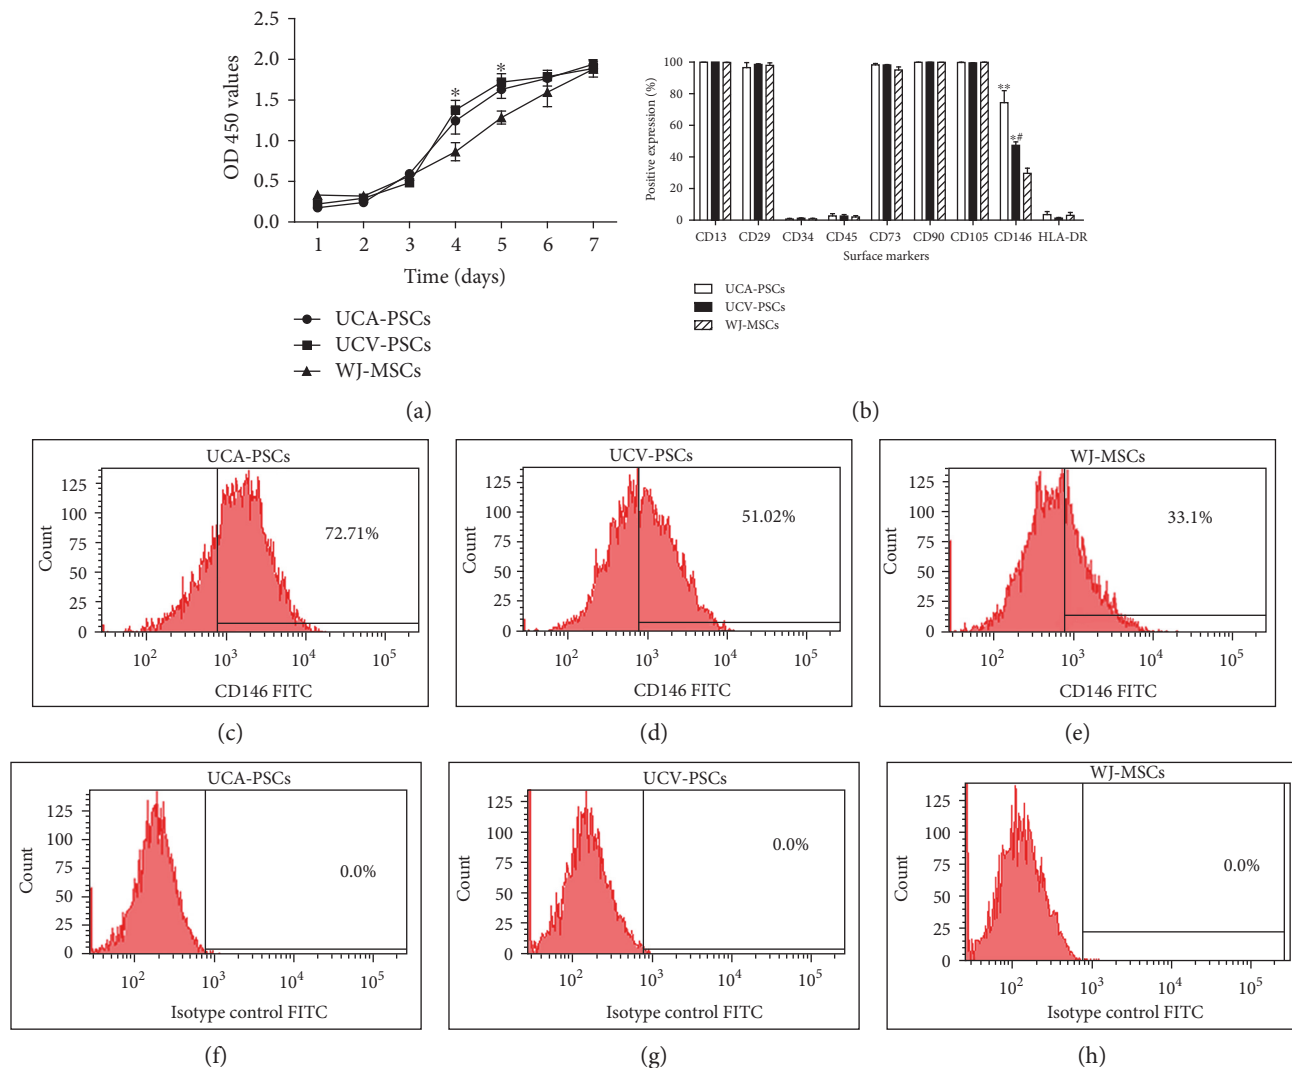 2.5
2.0
1.5
1.0
0.5
0.0
OD 450 values
*
*
1 2 3 4 5 6 7
Time (days)
UCA-PSCs
UCV-PSCs
WJ-MSCs
(a)
100
80
60
40
20
0
Positive expression (%)
**
*#
CD13 CD29 CD34 CD45 CD73 CD90 CD105 CD146 HLA-DR
Surface markers
UCA-PSCs
UCV-PSCs
WJ-MSCs
(b)
UCA-PSCs
125
100
75
50
25
0
Count
72.71%
10² 10³ 10⁴ 10⁵
CD146 FITC
(c)
UCV-PSCs
125
100
75
50
25
0
Count
51.02%
10² 10³ 10⁴ 10⁵
CD146 FITC
(d)
WJ-MSCs
125
100
75
50
25
0
Count
33.1%
10² 10³ 10⁴ 10⁵
CD146 FITC
(e)
UCA-PSCs
125
100
75
50
25
0
Count
0.0%
10² 10³ 10⁴ 10⁵
Isotype control FITC
(f)
UCV-PSCs
125
100
75
50
25
0
Count
0.0%
10² 10³ 10⁴ 10⁵
Isotype control FITC
(g)
WJ-MSCs
125
100
75
50
25
0
Count
0.0%
10² 10³ 10⁴ 10⁵
Isotype control FITC
(h)